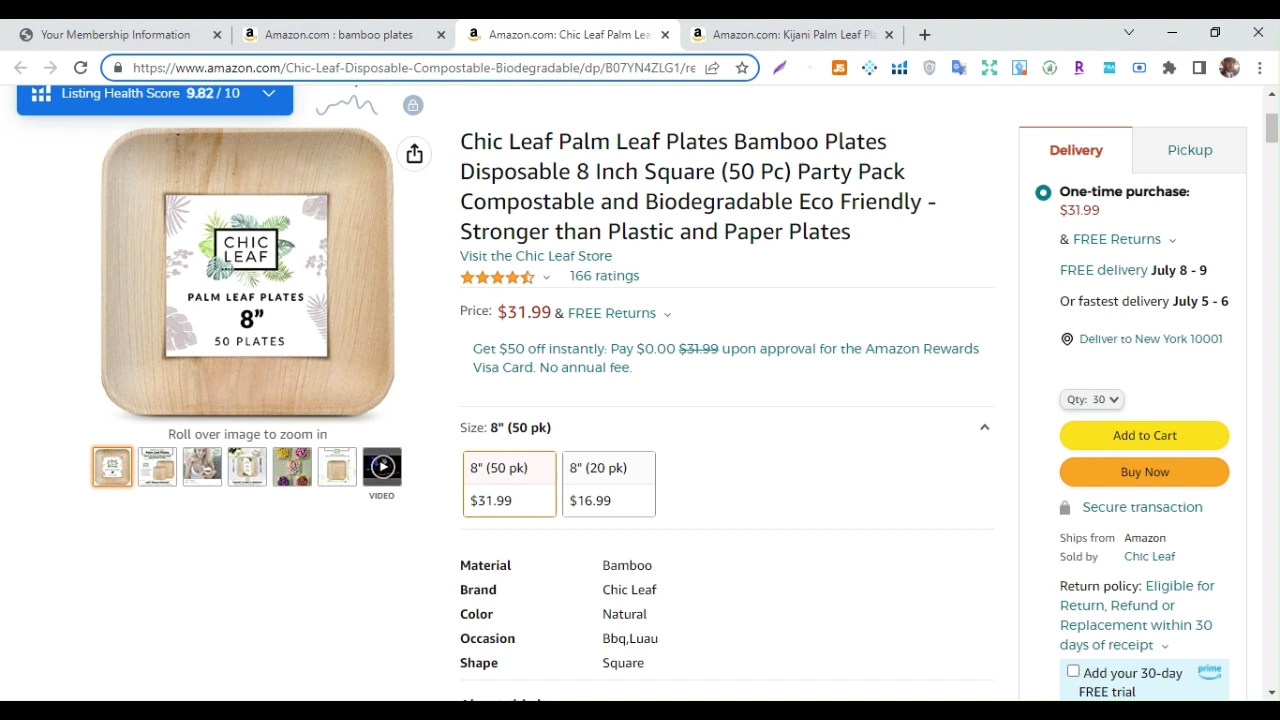 Your Membership Information
Amazon.com : bamboo plates
Amazon.com: Chic Leaf Palm Lea
Amazon.com: Kijani Palm Leaf Pl
https://www.amazon.com/Chic-Leaf-Disposable-Compostable-Biodegradable/dp/B07YN4ZLG1/re
Listing Health Score 9.82 / 10
CHIC
LEAF
PALM LEAF PLATES
8”
50 PLATES
Roll over image to zoom in
VIDEO
Chic Leaf Palm Leaf Plates Bamboo Plates
Disposable 8 Inch Square (50 Pc) Party Pack
Compostable and Biodegradable Eco Friendly -
Stronger than Plastic and Paper Plates
Visit the Chic Leaf Store
166 ratings
Price: $31.99 & FREE Returns
Get $50 off instantly: Pay $0.00 $31.99 upon approval for the Amazon Rewards
Visa Card. No annual fee.
Size: 8" (50 pk)
8" (50 pk)
$31.99
8" (20 pk)
$16.99
Material Bamboo
Brand Chic Leaf
Color Natural
Occasion Bbq,Luau
Shape Square
Delivery
Pickup
One-time purchase:
$31.99
& FREE Returns
FREE delivery July 8 - 9
Or fastest delivery July 5 - 6
Deliver to New York 10001
Qty: 30
Add to Cart
Buy Now
Secure transaction
Ships from Amazon
Sold by Chic Leaf
Return policy: Eligible for
Return, Refund or
Replacement within 30
days of receipt
Add your 30-day
FREE trial
prime